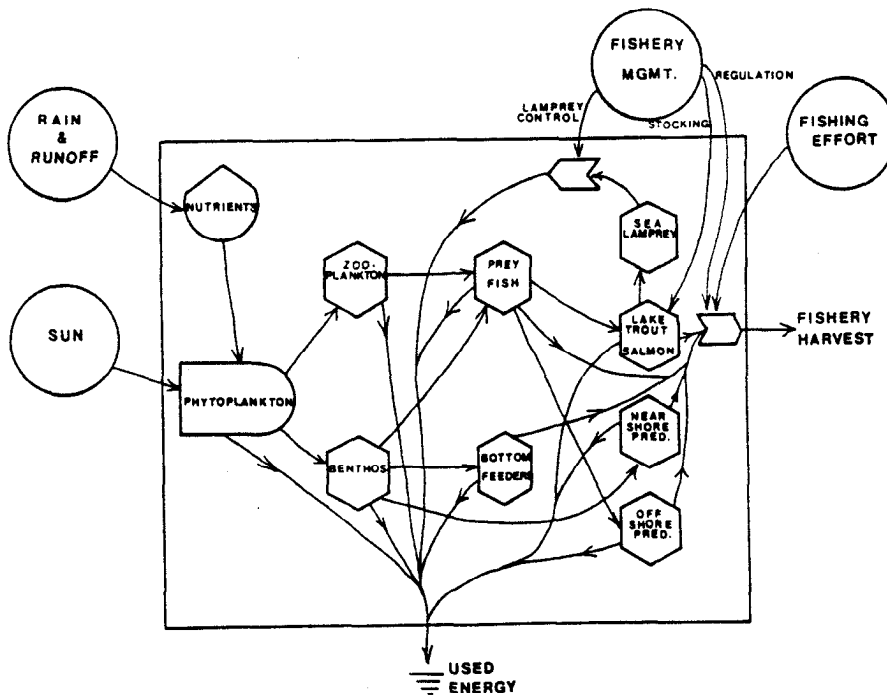 FISHERY
MGMT.
REGULATION
LAMPREY
CONTROL
STOCKING
RAIN
&
RUNOFF
FISHING
EFFORT
NUTRIENTS
SEA
LAMPREY
ZOO-
PLANKTON
PREY
FISH
SUN
LAKE
TROUT
SALMON
FISHERY
HARVEST
PHYTOPLANKTON
NEAR
SHORE
PRED.
BENTHOS
BOTTOM
FEEDERS
OFF
SHORE
PRED.
USED
ENERGY